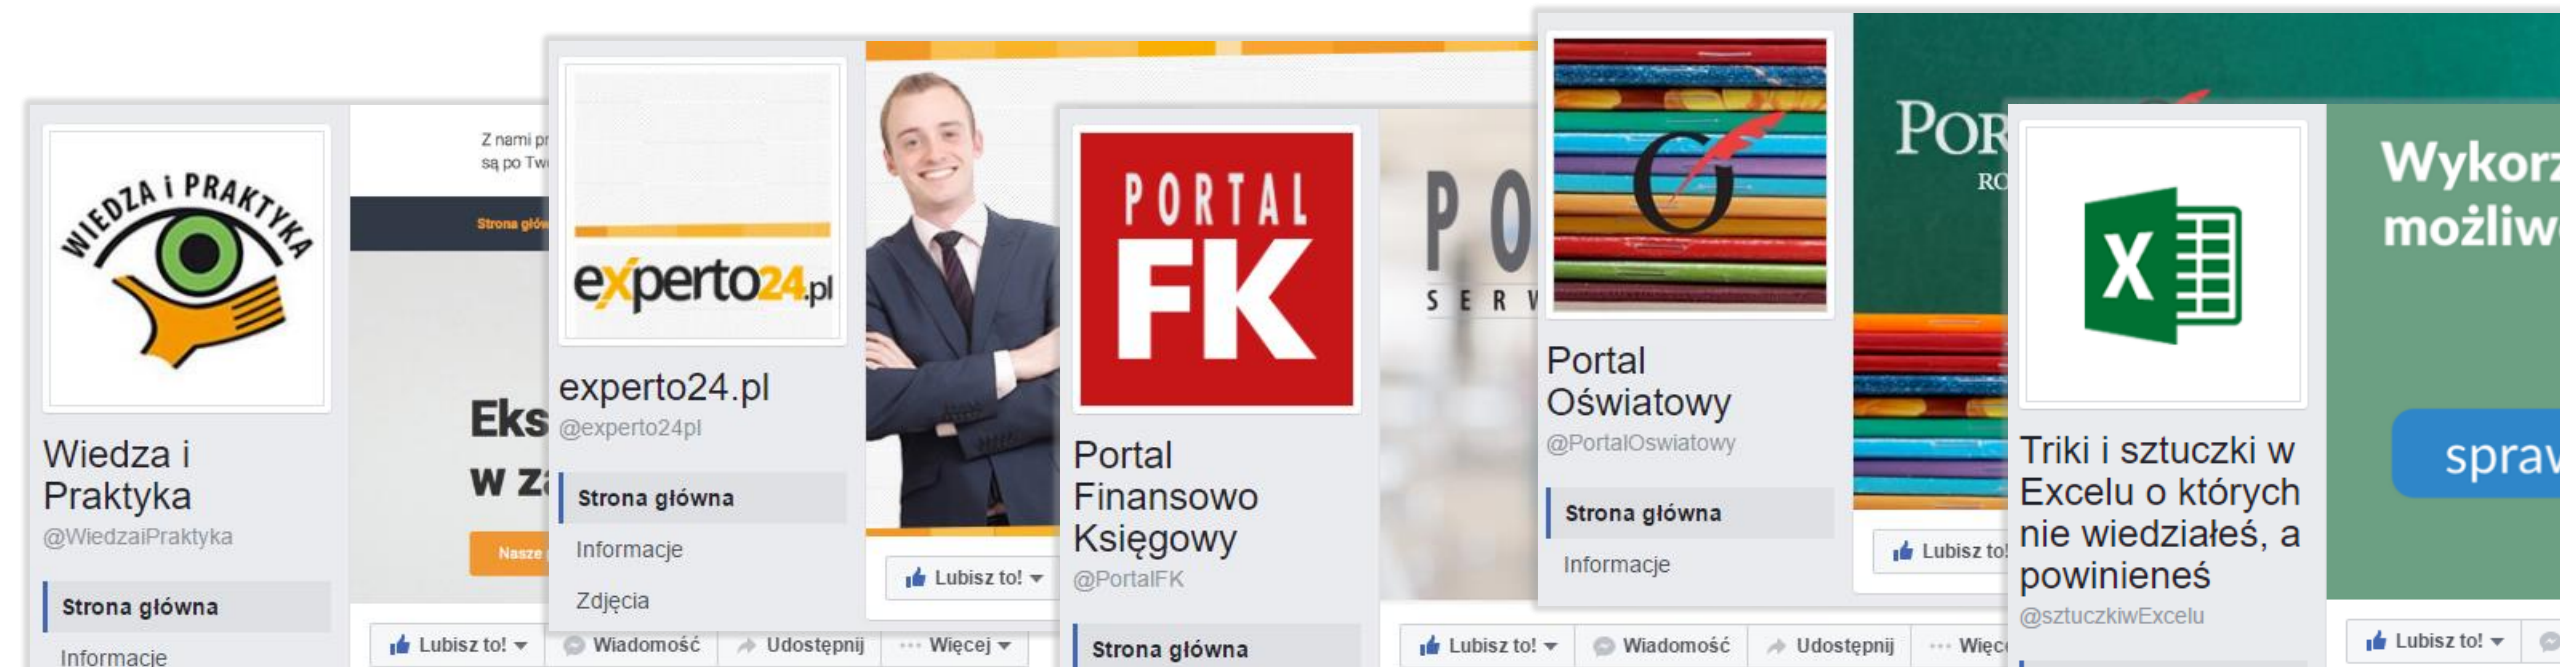 WIEDZA i PRAKTYKA
Wiedza i
Praktyka
@WiedzaiPraktyka
Strona główna
Informacje
Z nami
są po
Lubisz to!
Wiadomość
Udostępnij
Więcej
experto24.pl
experto24.pl
@experto24pl
Strona główna
Informacje
Zdjęcia
Lubisz to!
PORTAL
FK
Portal
Finansowo
Księgowy
@PortalFK
Strona główna
Lubisz to!
Wiadomość
Udostępnij
Portal
Oświatowy
@PortalOswiatowy
Strona główna
Informacje
Lubisz to!
X
Triki i sztuczki w
Excelu o których
nie wiedziałeś, a
powinieneś
@sztuczkiwExcelu
Lubisz to!